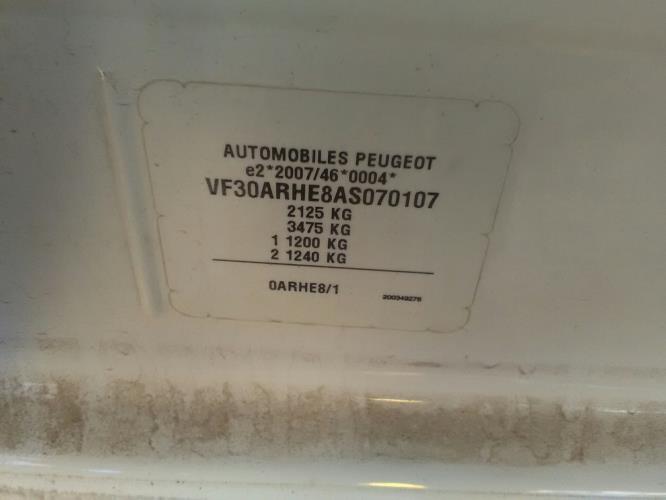 AUTOMOBILES PEUGEOT
e2*2007/46*0004*
VF30ARHE8AS070107
2125 KG
3475 KG
1 1200 KG
2 1240 KG
0ARHE8/1
200349276